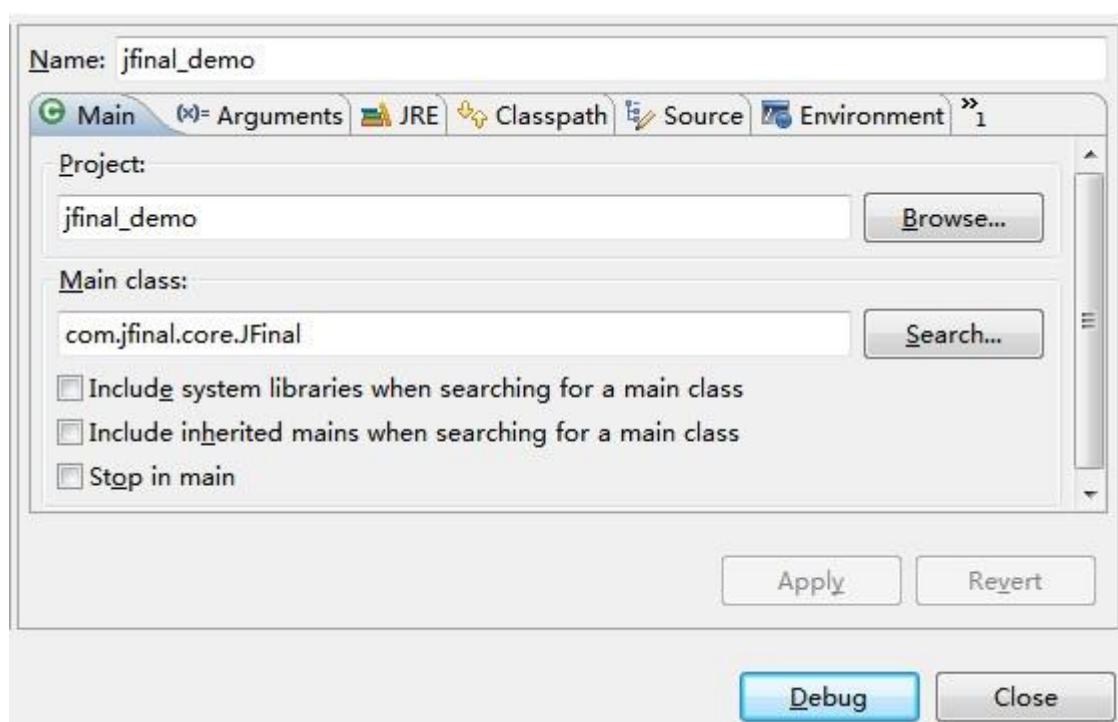 Name: jfinal_demo
Main (x)= Arguments JRE Classpath Source Environment »1
Project:
jfinal_demo Browse...
Main class:
com.jfinal.core.JFinal Search...
Include system libraries when searching for a main class
Include inherited mains when searching for a main class
Stop in main
Apply Revert
Debug Close